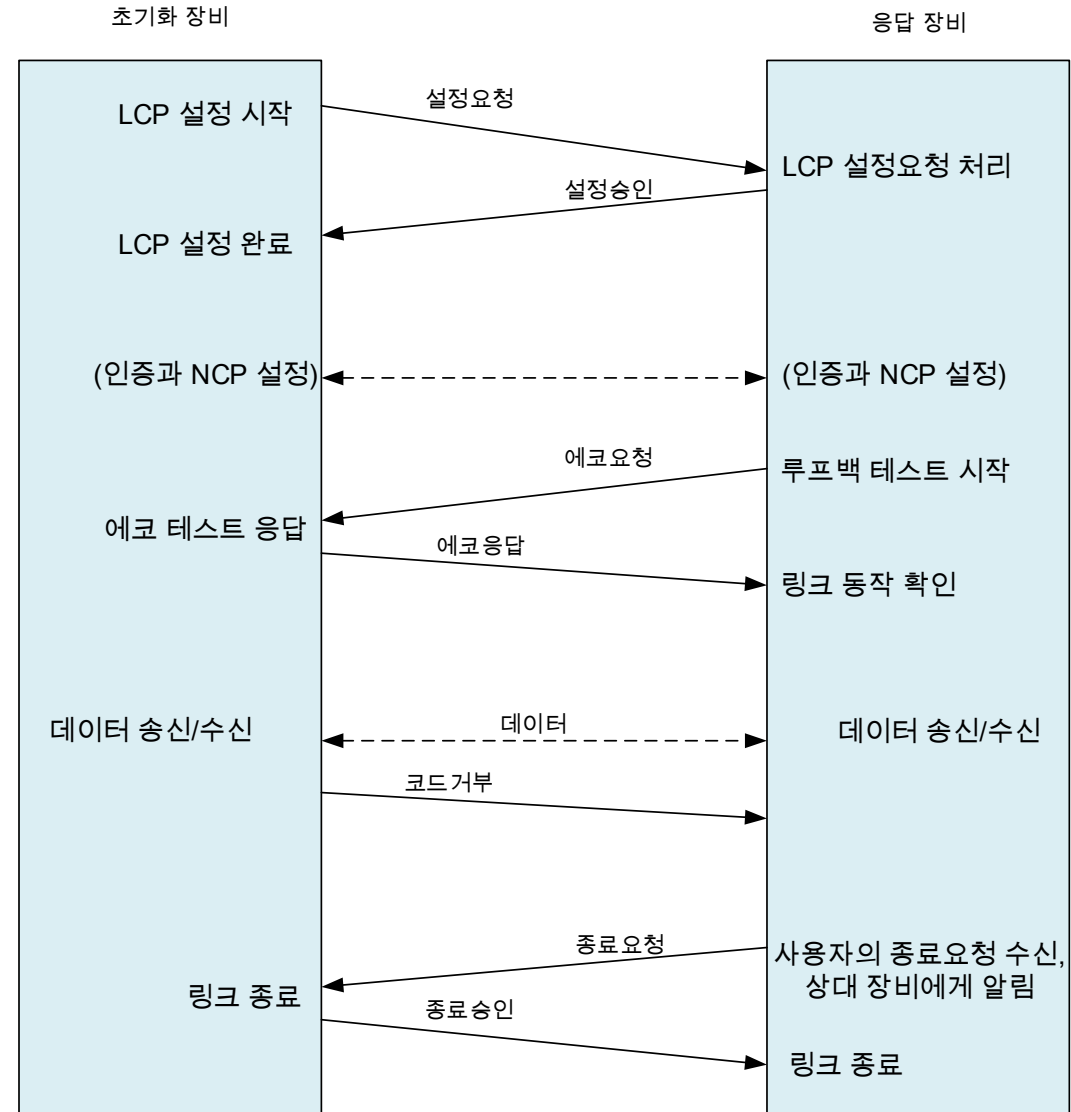 초기화 장비
응답 장비
LCP 설정 시작
설정요청
LCP 설정요청 처리
설정승인
LCP 설정 완료
(인증과 NCP 설정)
(인증과 NCP 설정)
에코요청
루프백 테스트 시작
에코 테스트 응답
에코응답
링크 동작 확인
데이터 송신/수신
데이터
데이터 송신/수신
코드거부
종료요청
사용자의 종료요청 수신,
상대 장비에게 알림
링크 종료
종료승인
링크 종료